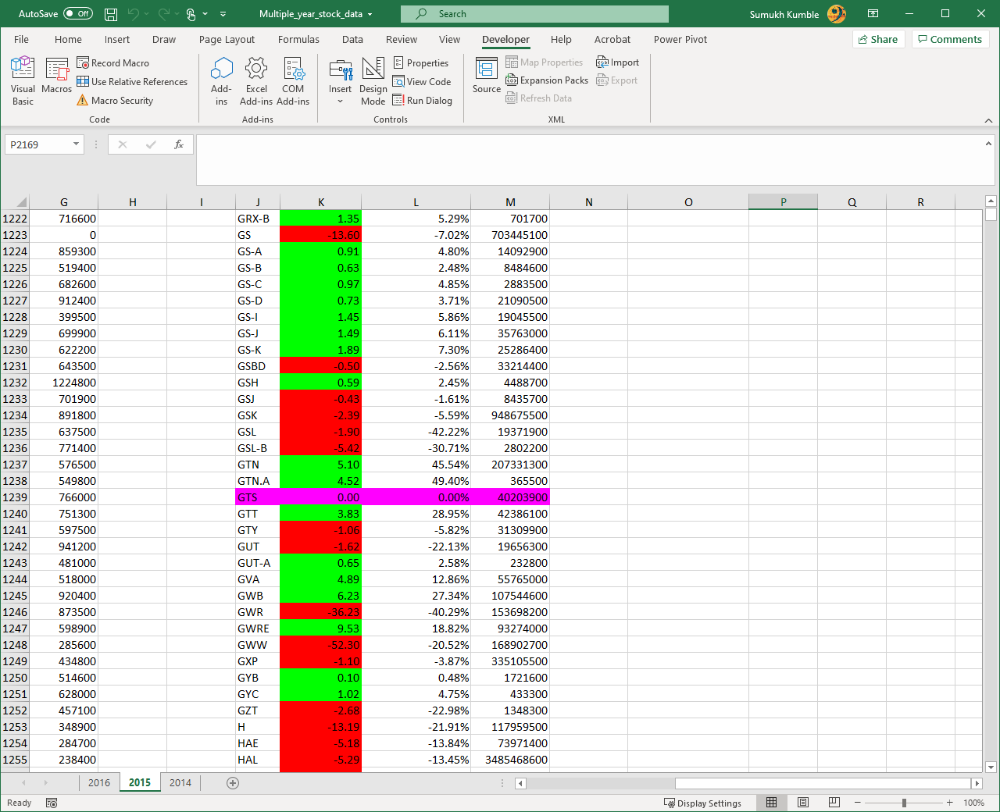 AutoSave Off Multiple_year_stock_data Search Sumukh Kumble
File Home Insert Draw Page Layout Formulas Data Review View Developer Help Acrobat Power Pivot Share Comments
Visual Basic Macros Record Macro Use Relative References Macro Security
Add-ins Excel Add-ins COM Add-ins
Insert Design Mode Properties View Code Run Dialog
Source Map Properties Expansion Packs Refresh Data Import Export
Code Add-ins Controls XML
P2169 fx
G H I J K L M N O P Q R
1222 716600 GRX-B 1.35 5.29% 701700
1223 0 GS -13.60 -7.02% 703445100
1224 859300 GS-A 0.91 4.80% 14092900
1225 519400 GS-B 0.63 2.48% 8484600
1226 682600 GS-C 0.97 4.85% 2883500
1227 912400 GS-D 0.73 3.71% 21090500
1228 399500 GS-I 1.45 5.86% 19045500
1229 699900 GS-J 1.49 6.11% 35763000
1230 622200 GS-K 1.89 7.30% 25286400
1231 643500 GSBD -0.50 -2.56% 33214400
1232 1224800 GSH 0.59 2.45% 4488700
1233 701900 GSJ -0.43 -1.61% 8435700
1234 891800 GSK -2.39 -5.59% 948675500
1235 637500 GSL -1.90 -42.22% 19371900
1236 771400 GSL-B -5.42 -30.71% 2802200
1237 576500 GTN 5.10 45.54% 207331300
1238 549800 GTN.A 4.52 49.40% 365500
1239 766000 GTS 0.00 0.00% 40203900
1240 751300 GTT 3.83 28.95% 42386100
1241 597500 GTY -1.06 -5.82% 31309900
1242 941200 GUT -1.62 -22.13% 19656300
1243 481000 GUT-A 0.65 2.58% 232800
1244 518000 GVA 4.89 12.86% 55765000
1245 920400 GWB 6.23 27.34% 107544600
1246 873500 GWR -36.23 -40.29% 153698200
1247 598900 GWRE 9.53 18.82% 93274000
1248 285600 GWW -52.30 -20.52% 168902700
1249 434800 GXP -1.10 -3.87% 335105500
1250 514600 GYB 0.10 0.48% 1721600
1251 628000 GYC 1.02 4.75% 433300
1252 457100 GZT -2.68 -22.98% 1348300
1253 348900 H -13.19 -21.91% 117959500
1254 284700 HAE -5.18 -13.84% 73971400
1255 238400 HAL -5.29 -13.45% 3485468600
2016 2015 2014
Ready Display Settings 100%